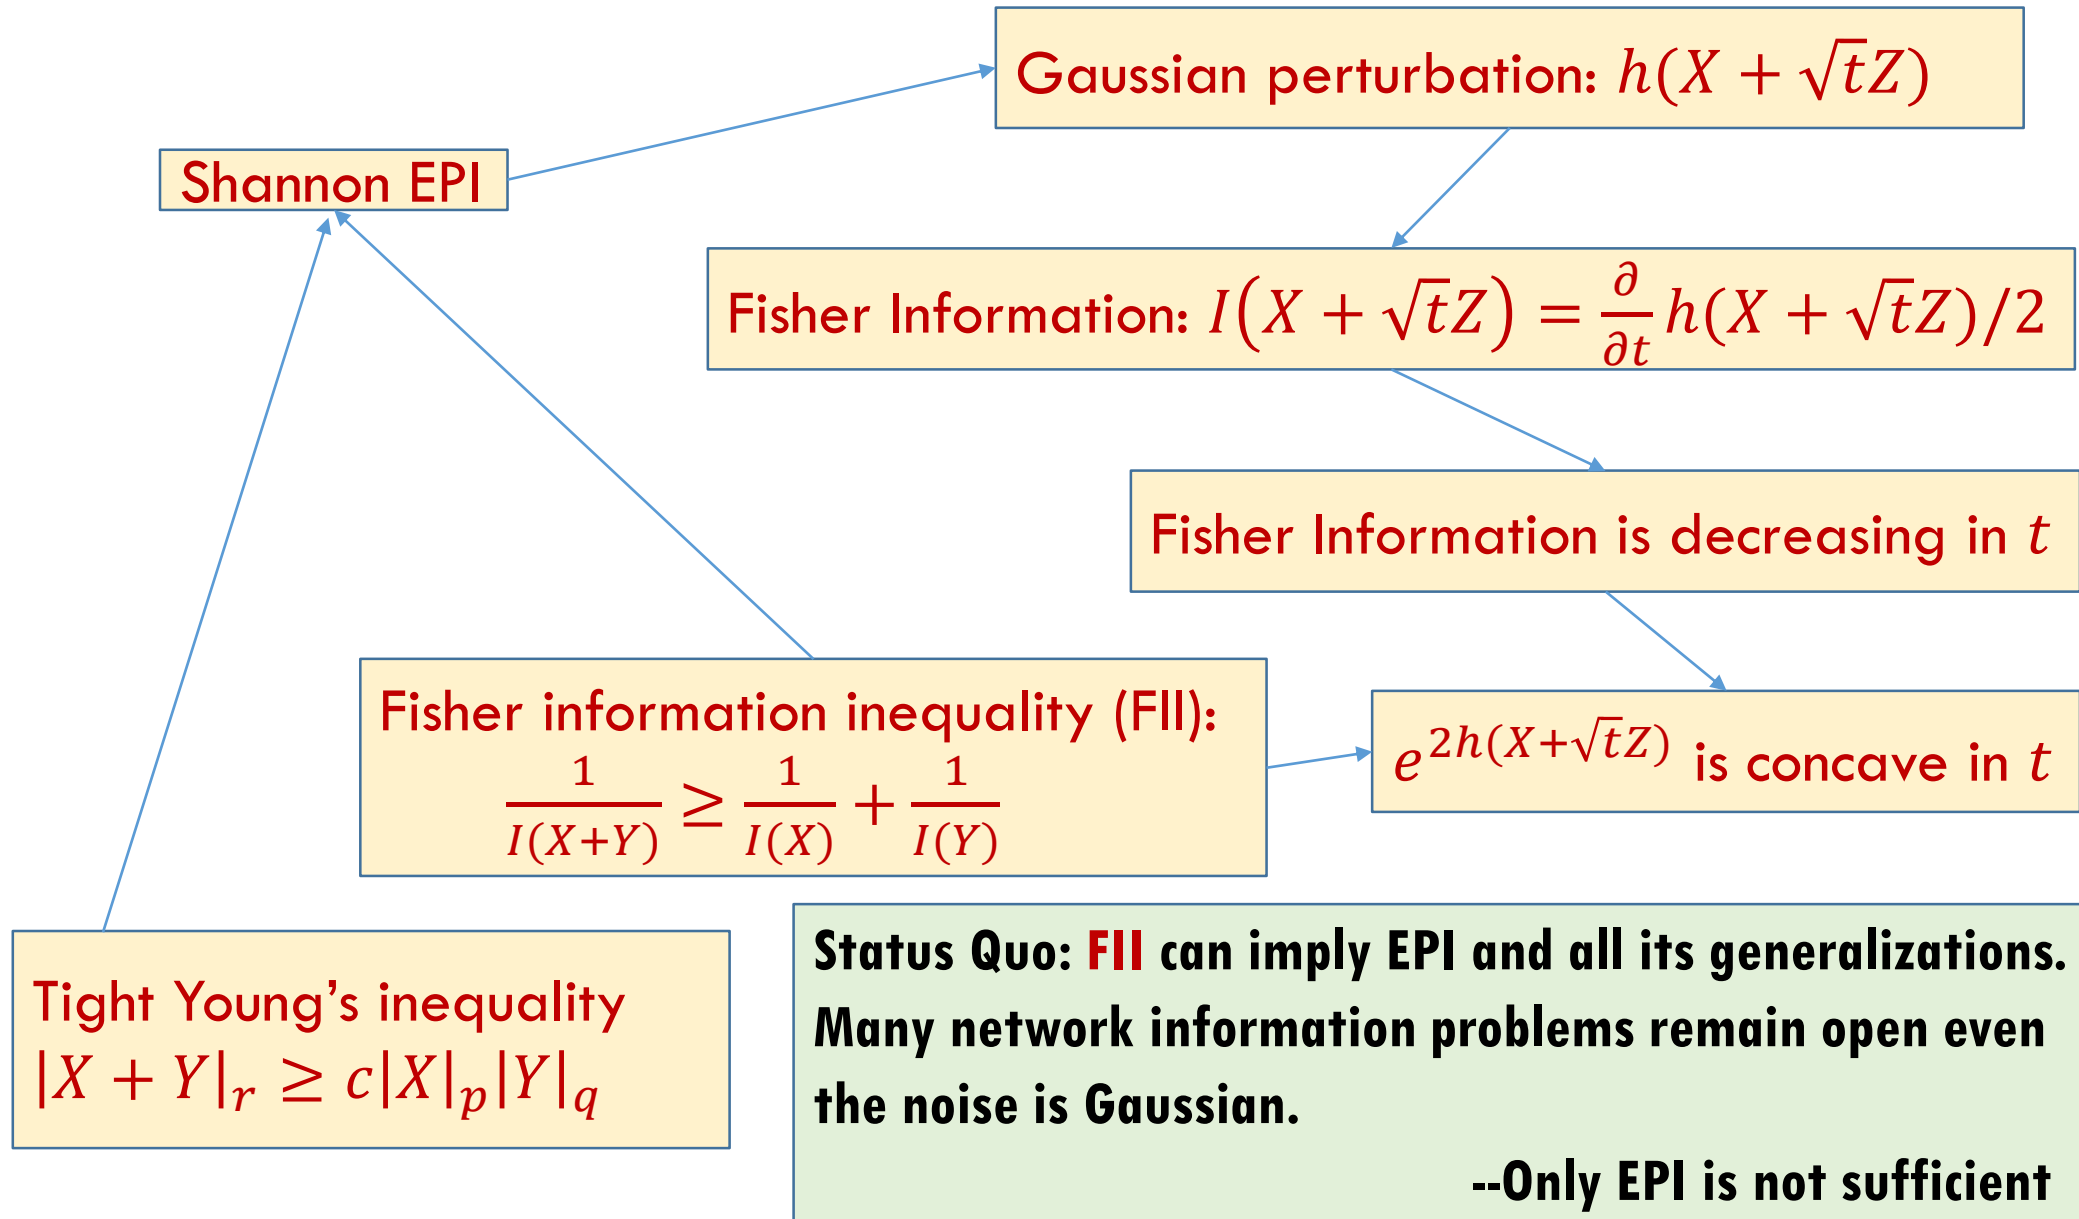 Gaussian perturbation: h(X + √tZ)
Shannon EPI
Fisher Information: I(X + √tZ) = ∂/∂t h(X + √tZ)/2
Fisher Information is decreasing in t
Fisher information inequality (FII):
1/I(X+Y) ≥ 1/I(X) + 1/I(Y)
e^{2h(X+√tZ)} is concave in t
Tight Young’s inequality
|X + Y|_r ≥ c|X|_p|Y|_q
Status Quo: FII can imply EPI and all its generalizations.
Many network information problems remain open even
the noise is Gaussian.
--Only EPI is not sufficient